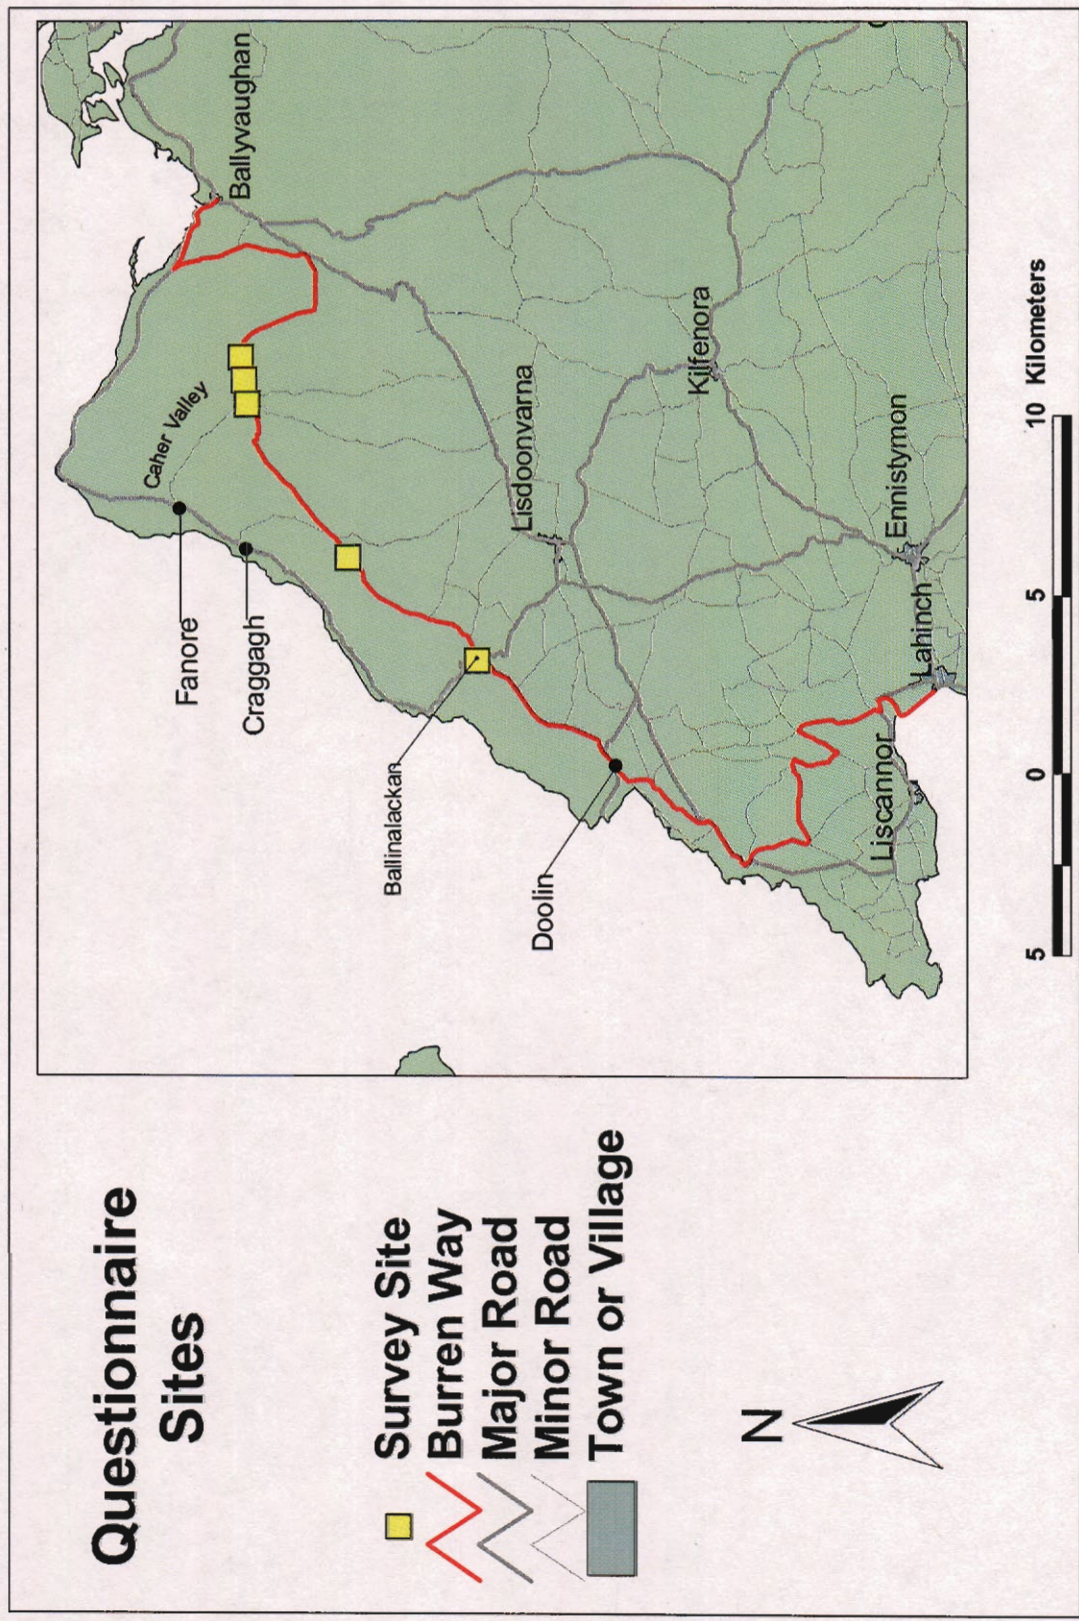 Questionnaire
Sites
Survey Site
Burren Way
Major Road
Minor Road
Town or Village
N
Ballyvaughan
Caher Valley
Fanore
Craggagh
Ballinalackan
Lisdoonvarna
Doolin
Kilfenora
Ennistymon
Lahinch
Liscannor
5 0 5 10 Kilometers